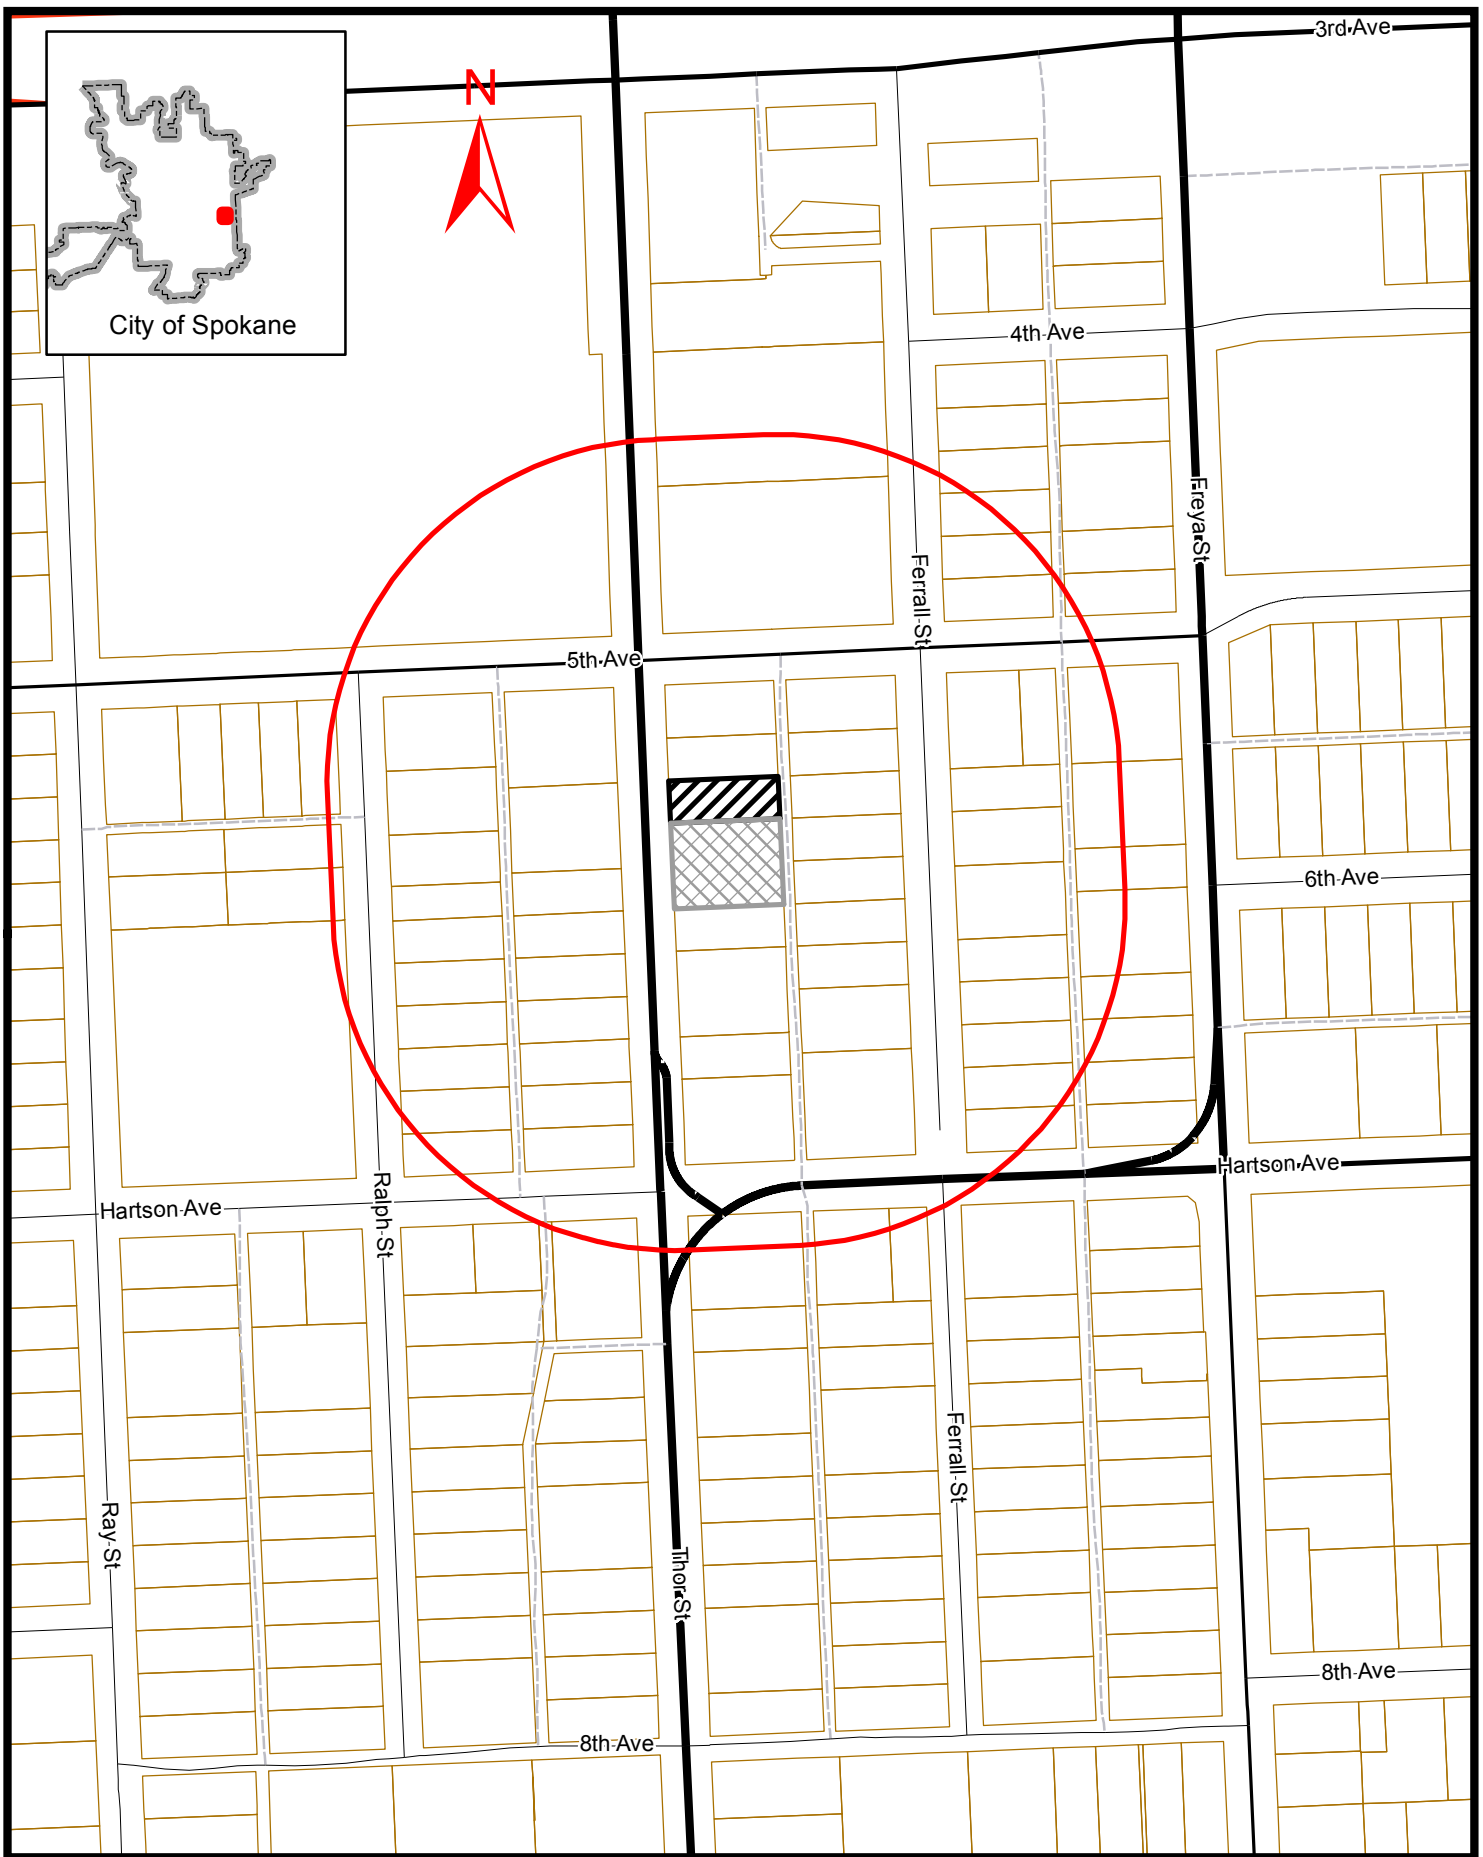 3rd Ave
N
City of Spokane
4th Ave
Freya St
Ferrall St
5th Ave
6th Ave
Hartson Ave
Hartson Ave
Ralph St
Ferrall St
Ray St
Thor St
8th Ave
8th Ave